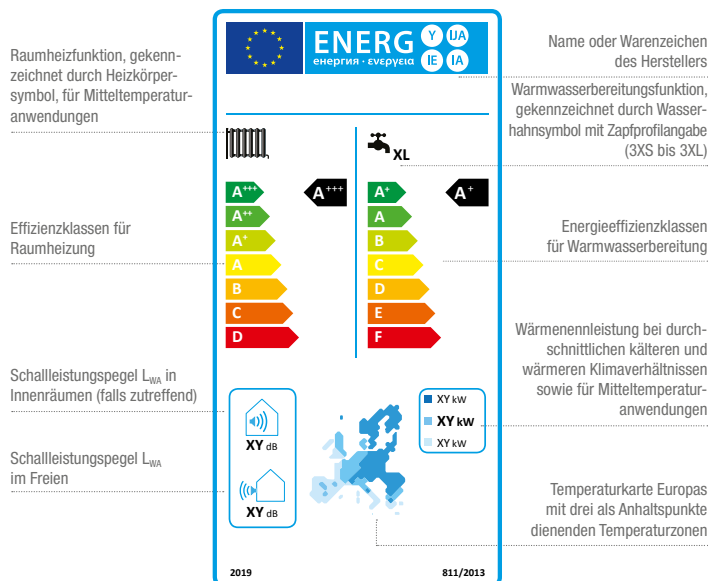 Raumheizfunktion, gekenn-
zeichnet durch Heizkörper-
symbol, für Mitteltemperatur-
anwendungen
Effizienzklassen für
Raumheizung
Schallleistungspegel LWA in
Innenräumen (falls zutreffend)
Schallleistungspegel LWA
im Freien
ENERG
енергия · ενεργεια
Y IJA
IE IA
XL
A+++
A++
A+
A
B
C
D
A+++
A+
A
B
C
D
E
F
A+
XY dB
XY dB
XY kW
XY kW
XY kW
2019
811/2013
Name oder Warenzeichen
des Herstellers
Warmwasserbereitungsfunktion,
gekennzeichnet durch Wasser-
hahnsymbol mit Zapfprofilangabe
(3XS bis 3XL)
Energieeffizienzklassen
für Warmwasserbereitung
Wärmenennleistung bei durch-
schnittlichen kälteren und
wärmeren Klimaverhältnissen
sowie für Mitteltemperatur-
anwendungen
Temperaturkarte Europas
mit drei als Anhaltspunkte
dienenden Temperaturzonen